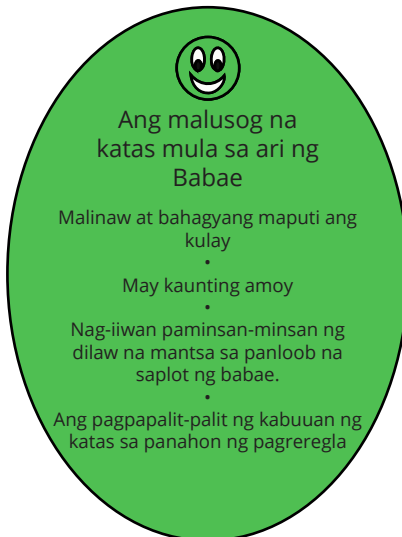 Ang malusog na
katas mula sa ari ng
Babae
Malinaw at bahagyang maputi ang
kulay
•
May kaunting amoy
•
Nag-iiwan paminsan-minsan ng
dilaw na mantsa sa panloob na
saplot ng babae.
•
Ang pagpapalit-palit ng kabuuan ng
katas sa panahon ng pagreregla